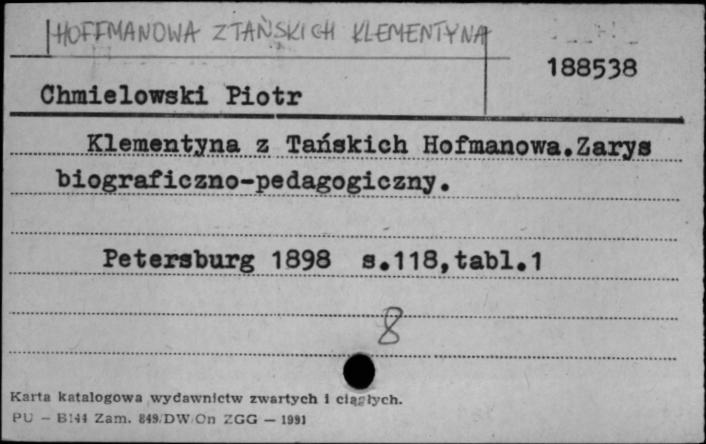 HOFFMANOWA Z TAŃSKICH KLEMENTYNA
188538
Chmielowski Piotr
Klementyna z Tańskich Hofmanowa.Zarys
biograficzno-pedagogiczny.
Petersburg 1898 s.118,tabl.1
8
Karta katalogowa wydawnictw zwartych i ciągłych.
PU – B144 Zam. 849/DW/On ZGG — 1991